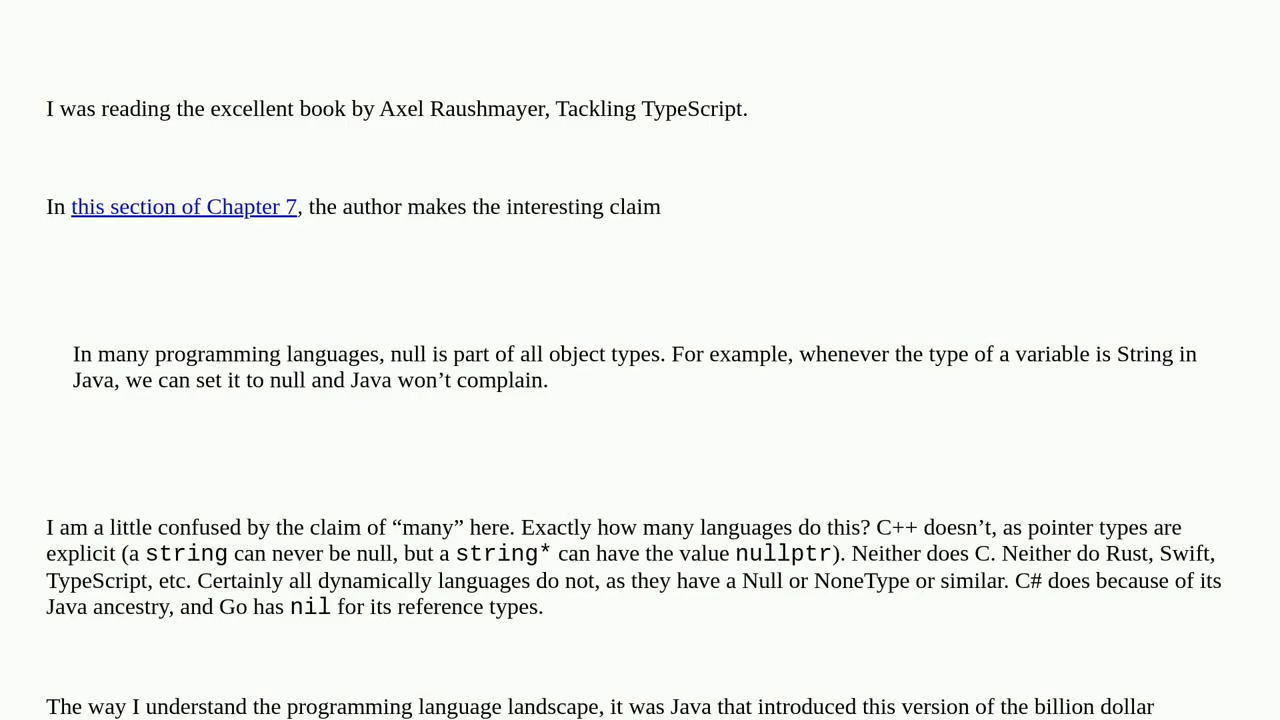 I was reading the excellent book by Axel Raushmayer, Tackling TypeScript.
In this section of Chapter 7, the author makes the interesting claim
In many programming languages, null is part of all object types. For example, whenever the type of a variable is String in
Java, we can set it to null and Java won’t complain.
I am a little confused by the claim of “many” here. Exactly how many languages do this? C++ doesn’t, as pointer types are
explicit (a string can never be null, but a string* can have the value nullptr). Neither does C. Neither do Rust, Swift,
TypeScript, etc. Certainly all dynamically languages do not, as they have a Null or NoneType or similar. C# does because of its
Java ancestry, and Go has nil for its reference types.
The way I understand the programming language landscape, it was Java that introduced this version of the billion dollar